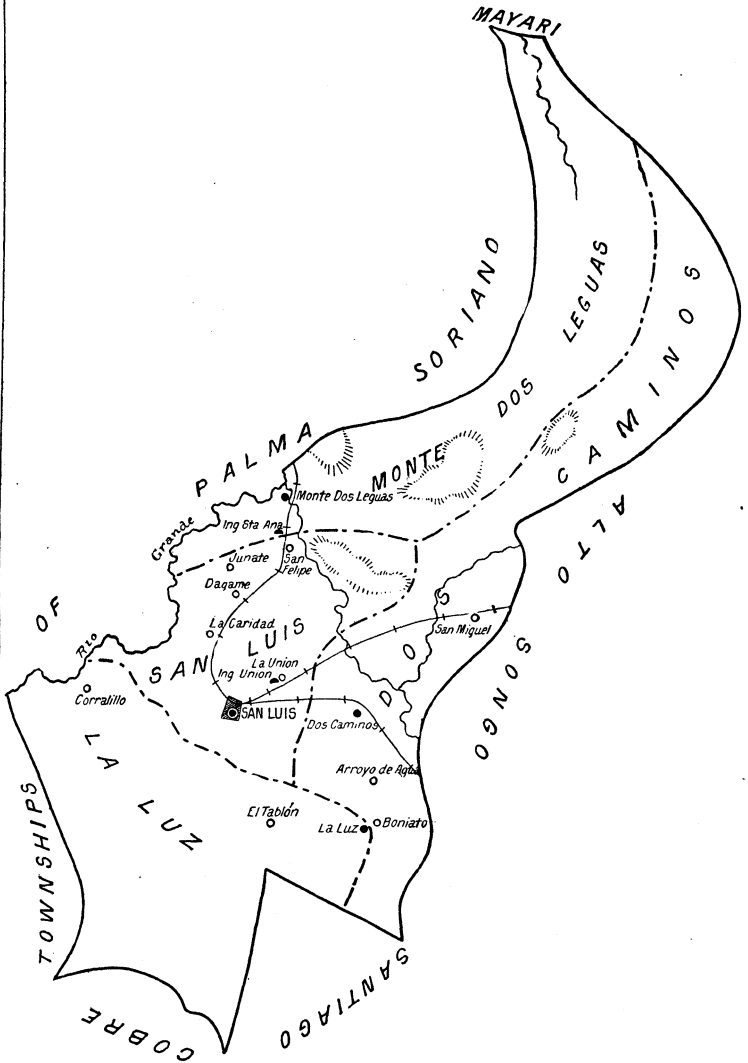 MAYARI
SORIANO
LEGUAS
DOS
MONTE
CAMINOS
PALMA
ALTO
Monte Dos Leguas
Grande
Ing Sta Ana
Junate
San
Felipe
Dagame
OF
Rio
La Caridad
LUIS
SAN
DOS
San Miguel
SONGO
La Union
Ing Union
Corralillo
SAN LUIS
Dos Caminos
LA LUZ
Arroyo de Agua
TOWNSHIPS
El Tablón
La Luz
Boniato
SANTIAGO
COBRE